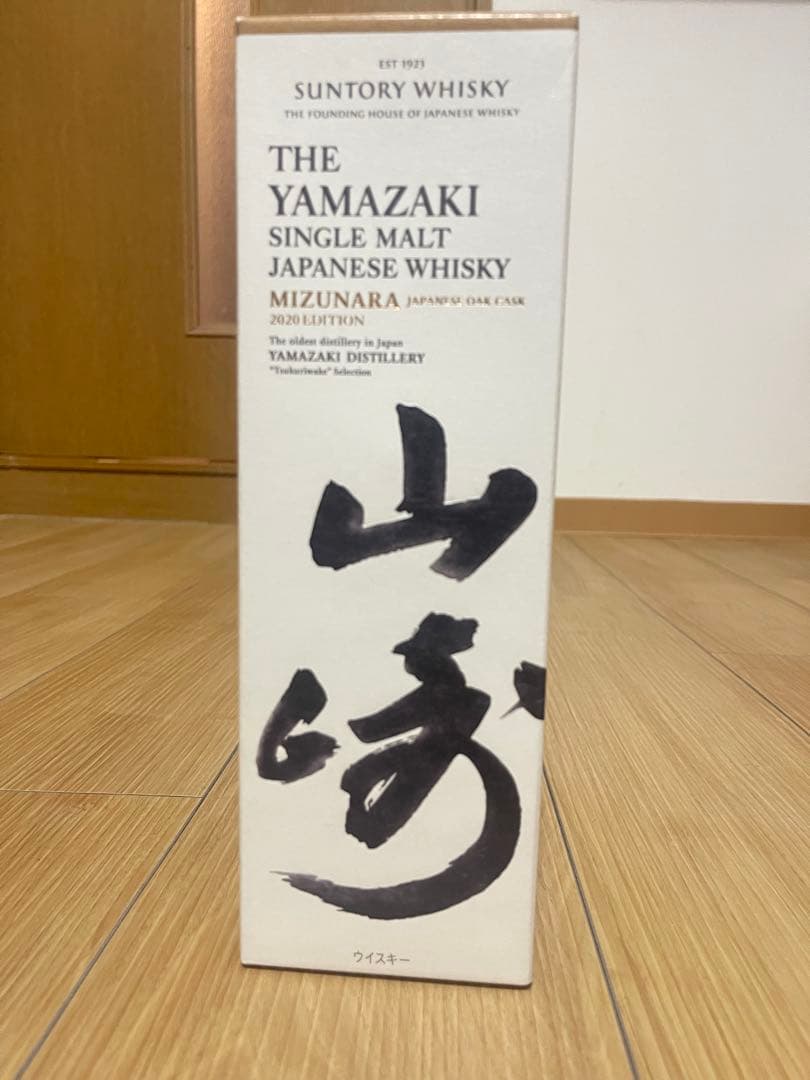 EST 1923
SUNTORY WHISKY
THE FOUNDING HOUSE OF JAPANESE WHISKY
THE
YAMAZAKI
SINGLE MALT
JAPANESE WHISKY
MIZUNARA JAPANESE OAK CASK
2020 EDITION
The oldest distillery in Japan
YAMAZAKI DISTILLERY
"Tsukuriwake" Selection
山
崎
ウイスキー